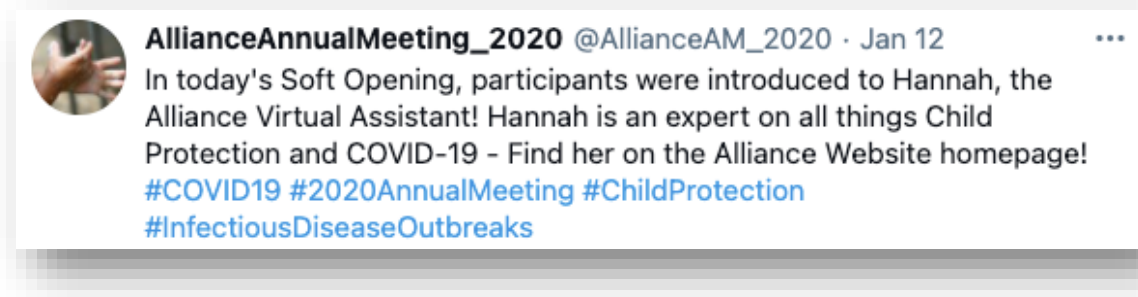 AllianceAnnualMeeting_2020 @AllianceAM_2020 · Jan 12
In today's Soft Opening, participants were introduced to Hannah, the
Alliance Virtual Assistant! Hannah is an expert on all things Child
Protection and COVID-19 - Find her on the Alliance Website homepage!
#COVID19 #2020AnnualMeeting #ChildProtection
#InfectiousDiseaseOutbreaks